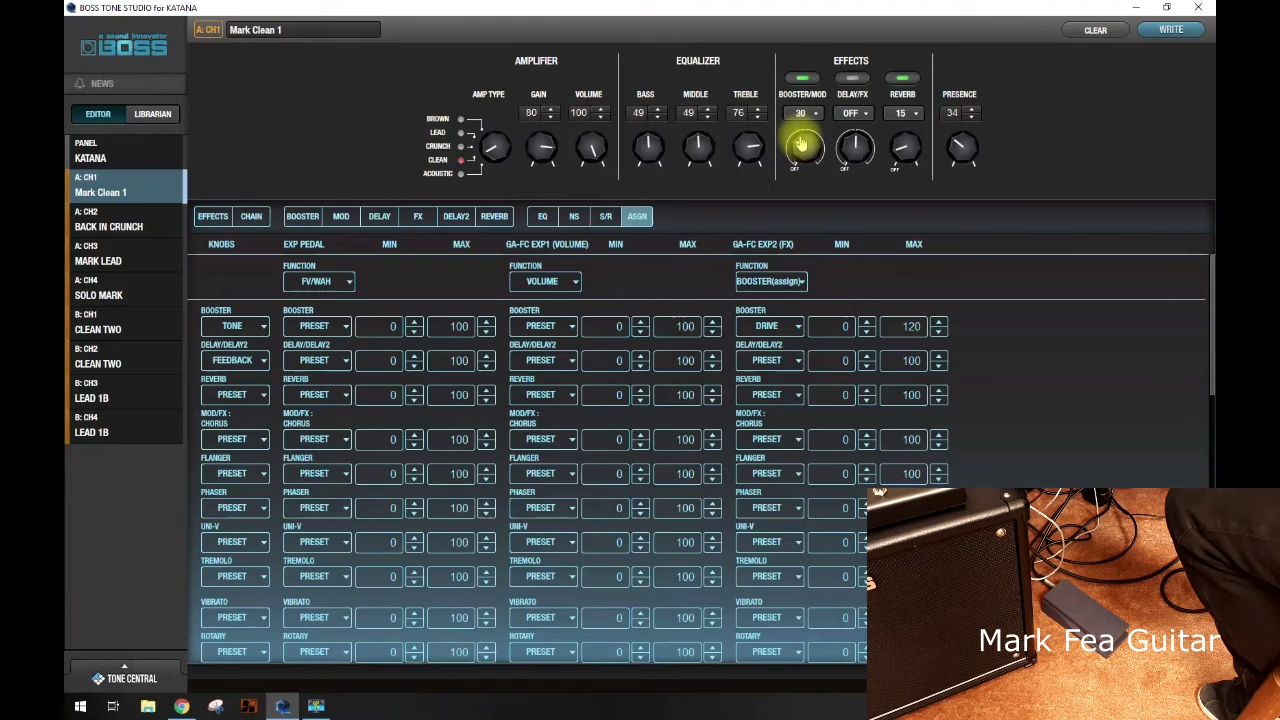 BOSS TONE STUDIO for KATANA
a sound innovator
BOSS
A: CH1
Mark Clean 1
CLEAR
WRITE
NEWS
EDITOR
LIBRARIAN
AMPLIFIER
EQUALIZER
EFFECTS
AMP TYPE
GAIN
VOLUME
BASS
MIDDLE
TREBLE
BOOSTER/MOD
DELAY/FX
REVERB
PRESENCE
80
100
49
49
76
30
OFF
15
34
BROWN
LEAD
CRUNCH
CLEAN
ACOUSTIC
OFF
OFF
OFF
PANEL
KATANA
A: CH1
Mark Clean 1
A: CH2
BACK IN CRUNCH
A: CH3
MARK LEAD
A: CH4
SOLO MARK
B: CH1
CLEAN TWO
B: CH2
CLEAN TWO
B: CH3
LEAD 1B
B: CH4
LEAD 1B
TONE CENTRAL
EFFECTS
CHAIN
BOOSTER
MOD
DELAY
FX
DELAY2
REVERB
EQ
NS
S/R
ASGN
KNOBS
EXP PEDAL
MIN
MAX
GA-FC EXP1 (VOLUME)
MIN
MAX
GA-FC EXP2 (FX)
MIN
MAX
FUNCTION
FUNCTION
FUNCTION
FV/WAH
VOLUME
BOOSTER(assign)
BOOSTER BOOSTER BOOSTER BOOSTER
TONE PRESET 0 100 PRESET 0 100 DRIVE 0 120
DELAY/DELAY2 DELAY/DELAY2 DELAY/DELAY2 DELAY/DELAY2
FEEDBACK PRESET 0 100 PRESET 0 100 PRESET 0 100
REVERB REVERB REVERB REVERB
PRESET PRESET 0 100 PRESET 0 100 PRESET 0 100
MOD/FX : MOD/FX : MOD/FX : MOD/FX :
CHORUS CHORUS CHORUS CHORUS
PRESET PRESET 0 100 PRESET 0 100 PRESET 0 100
FLANGER FLANGER FLANGER FLANGER
PRESET PRESET 0 100 PRESET 0 100 PRESET 0 100
PHASER PHASER PHASER PHASER
PRESET PRESET 0 100 PRESET 0 100 PRESET 0
UNI-V UNI-V UNI-V UNI-V
PRESET PRESET 0 100 PRESET 0 100 PRESET 0
TREMOLO TREMOLO TREMOLO TREMOLO
PRESET PRESET 0 100 PRESET 0 100 PRESET 0
VIBRATO VIBRATO VIBRATO VIBRATO
PRESET PRESET 0 100 PRESET 0 100 PRESET 0
ROTARY ROTARY ROTARY ROTARY
PRESET PRESET 0 100 PRESET 0 100 PRESET 0
Mark Fea Guitar